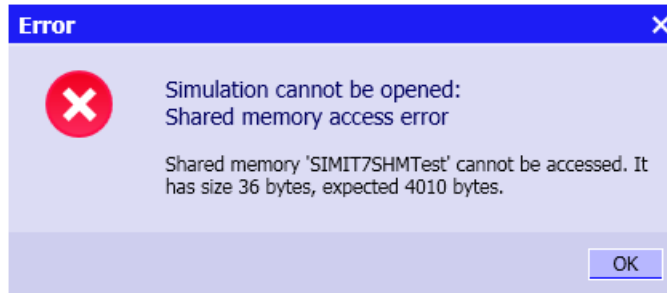 Error
Simulation cannot be opened:
Shared memory access error
Shared memory 'SIMIT7SHMTest' cannot be accessed. It
has size 36 bytes, expected 4010 bytes.
OK